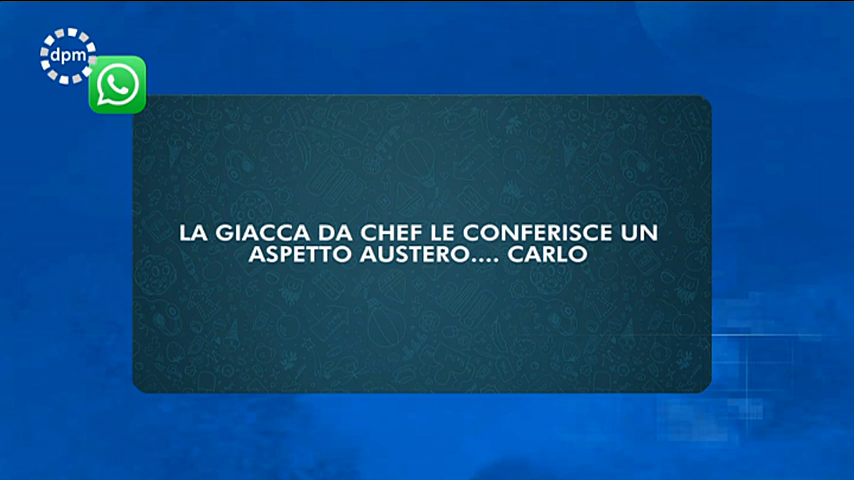 dpm
LA GIACCA DA CHEF LE CONFERISCE UN
ASPETTO AUSTERO.... CARLO